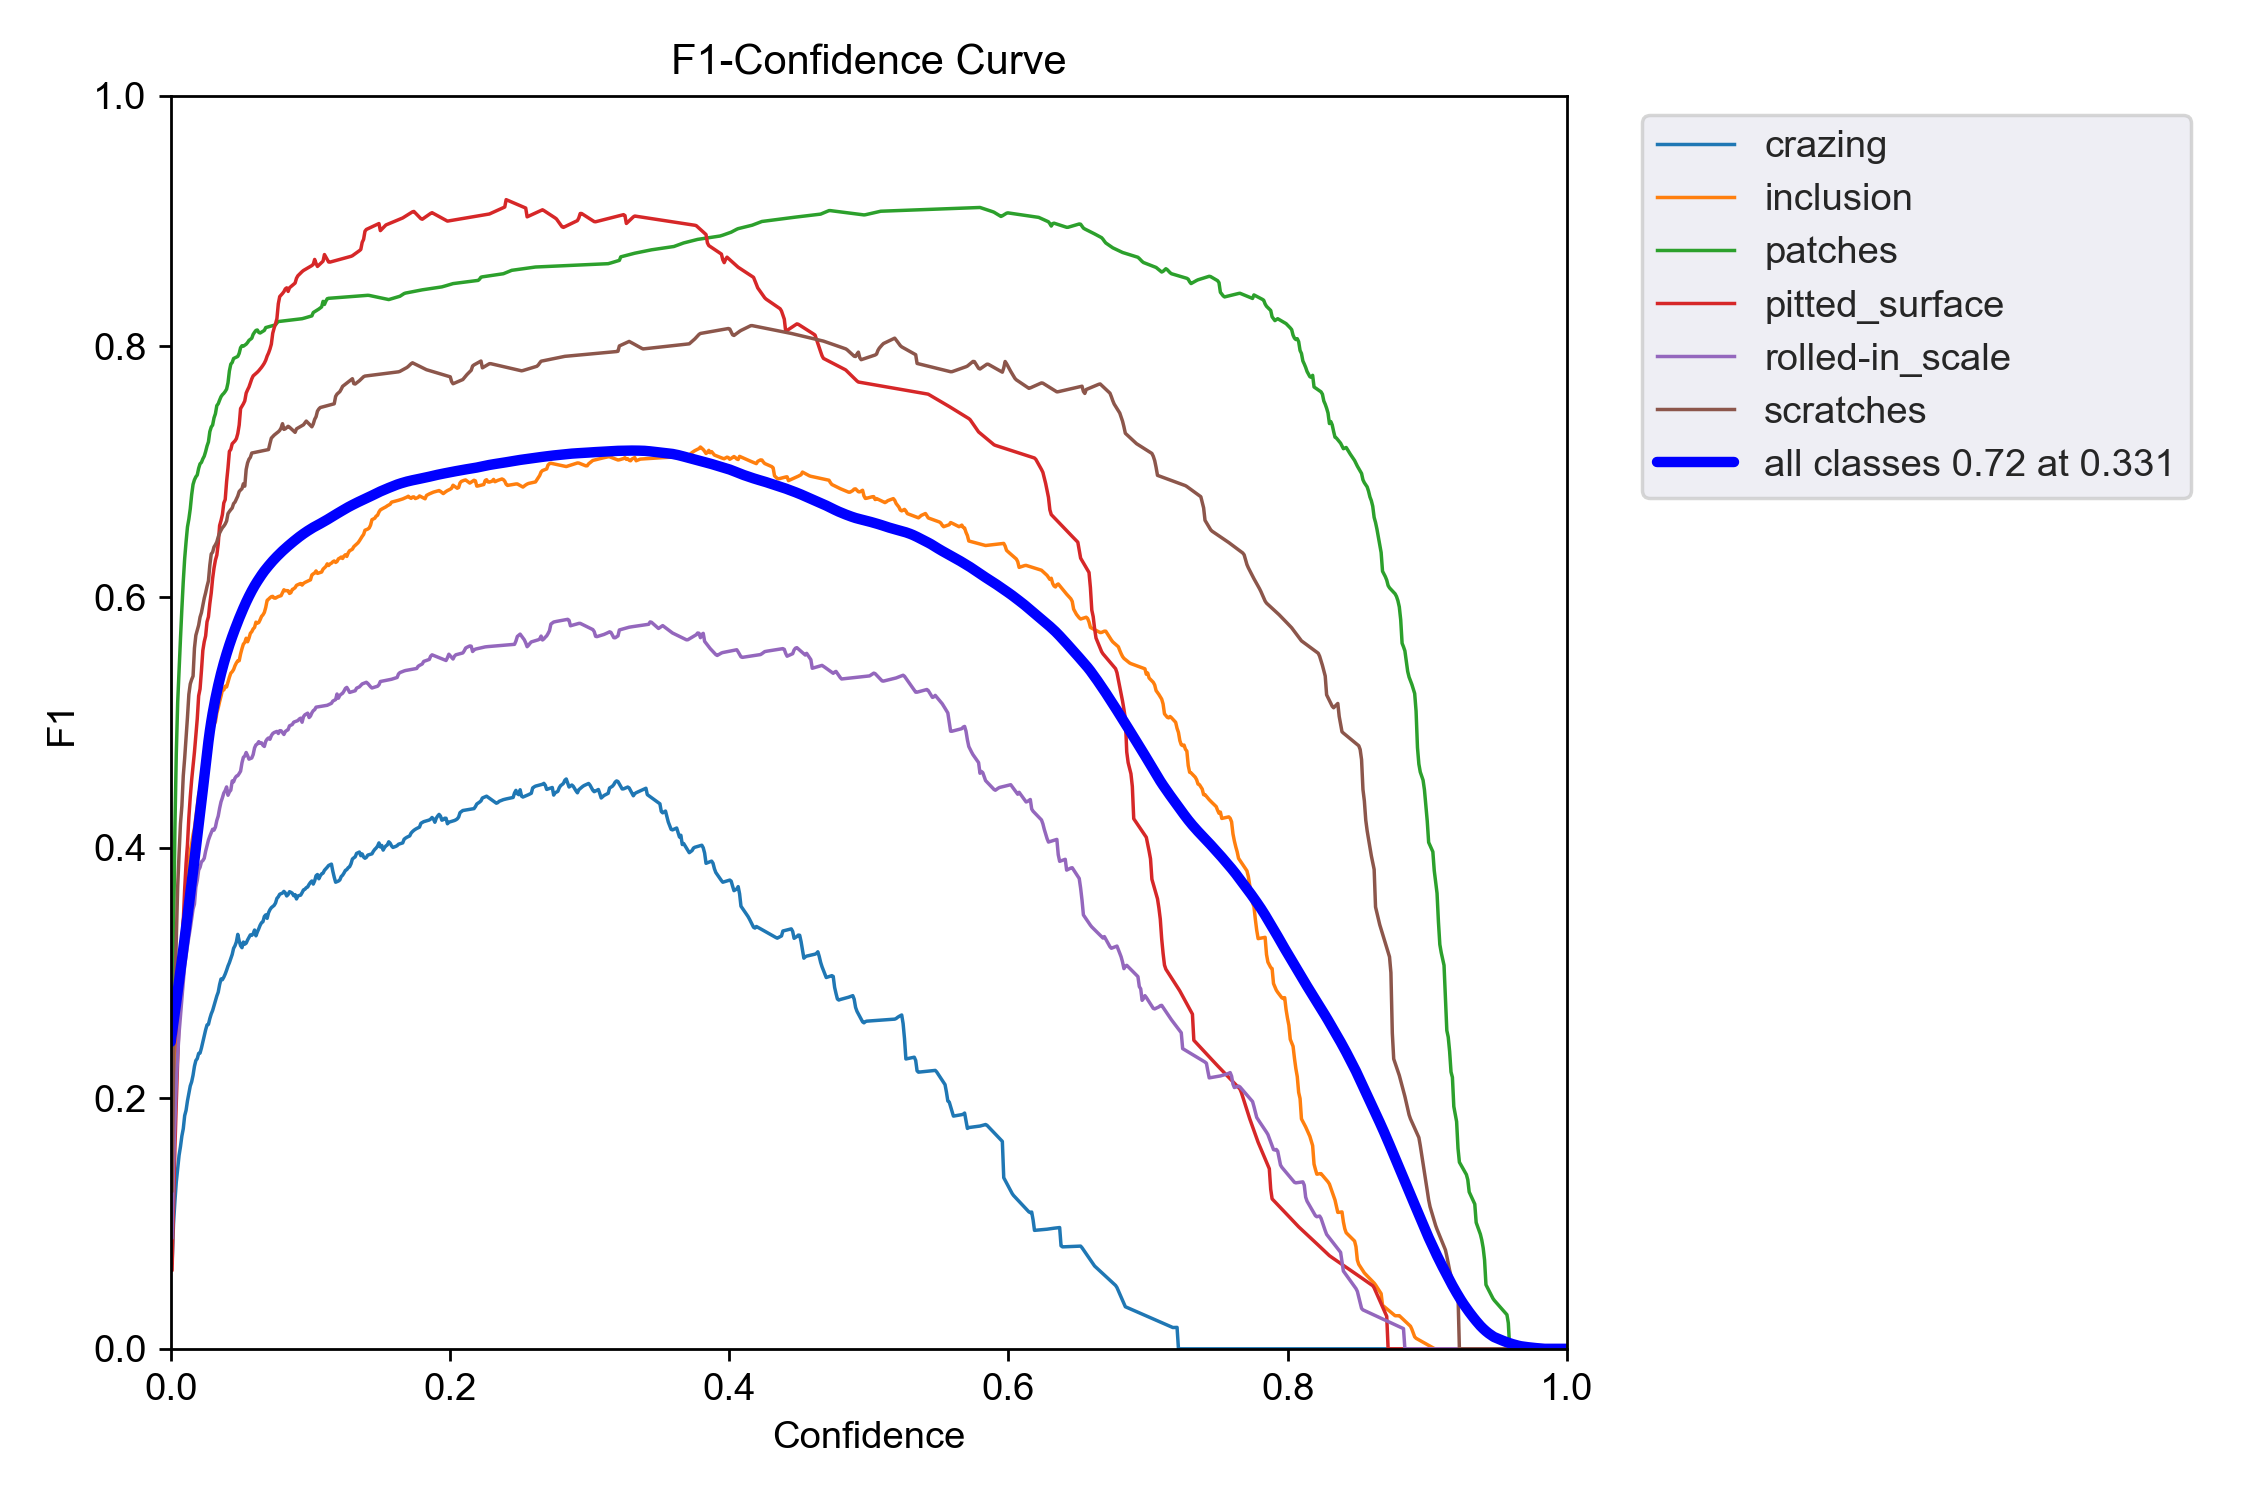 F1-Confidence Curve
1.0
0.8
0.6
0.4
0.2
0.0
F1
0.0 0.2 0.4 0.6 0.8 1.0
Confidence
crazing
inclusion
patches
pitted_surface
rolled-in_scale
scratches
all classes 0.72 at 0.331